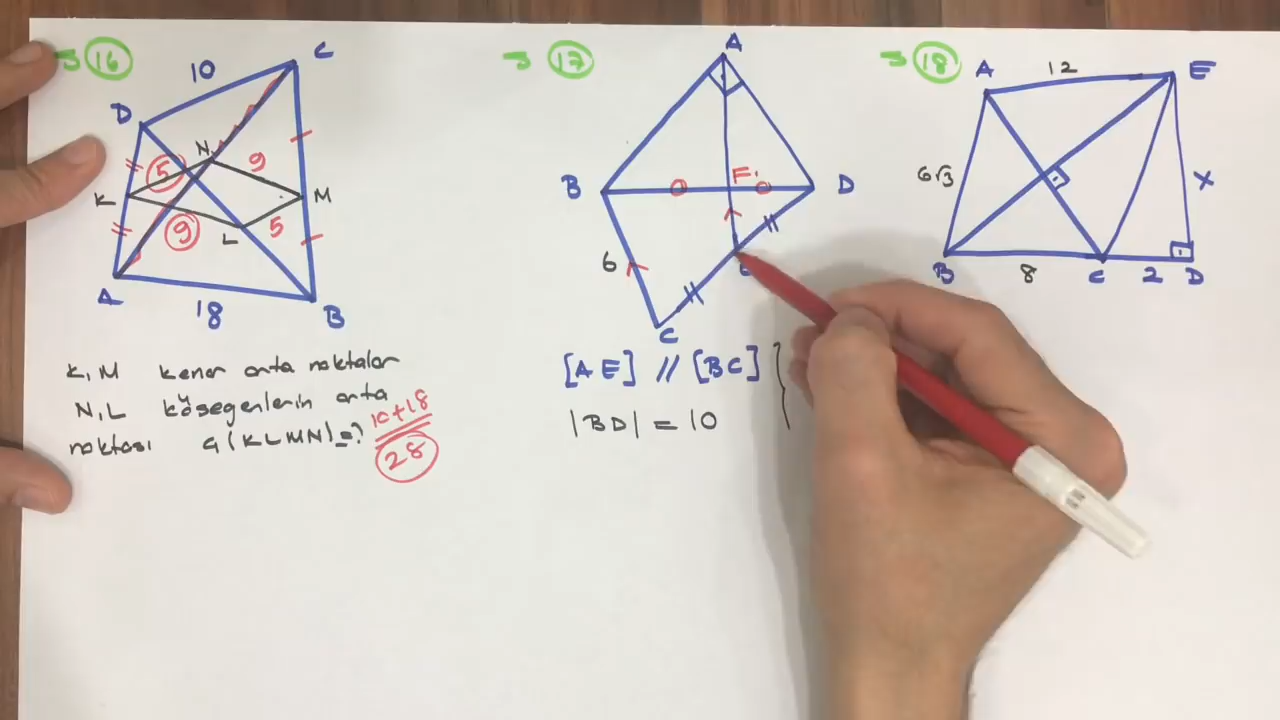 16
C
10
D
N
5
9
K
M
9
5
L
A
18
B
K, M kenar orta noktaları
N, L köşegenlerin orta
noktası Ç(KLMN)=?
10+18
28
17
A
B
F
D
6
C
[AE] // [BC]
|BD| = 10
18
A
12
E
6√3
x
B
8
C
2
D